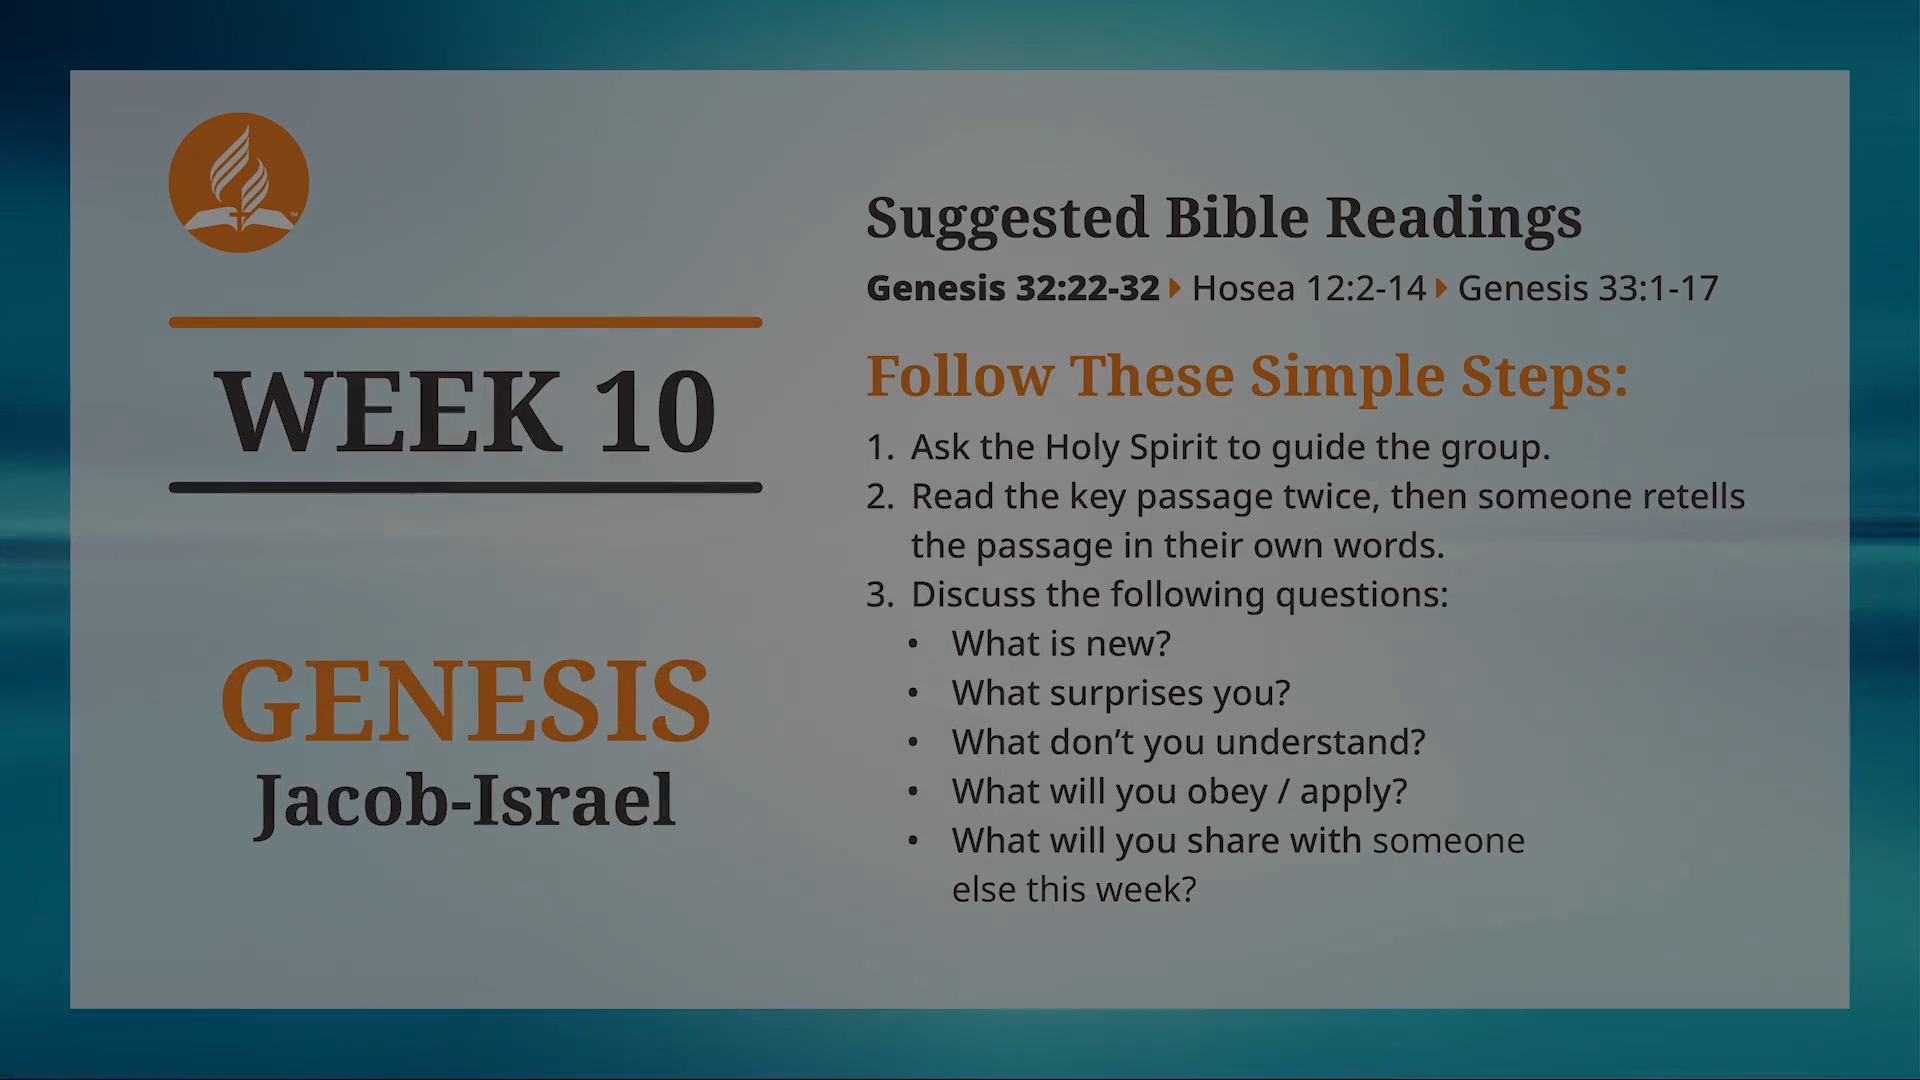 WEEK 10
GENESIS
Jacob-Israel
Suggested Bible Readings
Genesis 32:22-32 ▸ Hosea 12:2-14 ▸ Genesis 33:1-17
Follow These Simple Steps:
1. Ask the Holy Spirit to guide the group.
2. Read the key passage twice, then someone retells
the passage in their own words.
3. Discuss the following questions:
• What is new?
• What surprises you?
• What don’t you understand?
• What will you obey / apply?
• What will you share with someone
else this week?